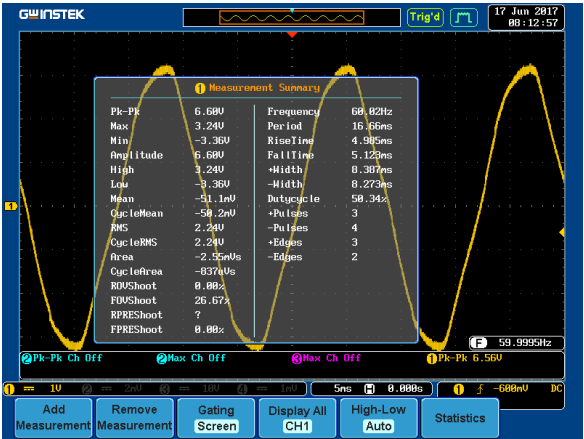 GWINSTEK
Trig'd
17 Jun 2017
08:12:57
1 Measurement Summary
Pk-Pk 6.60V Frequency 60.02Hz
Max 3.24V Period 16.66ms
Min -3.36V RiseTime 4.985ms
Amplitude 6.60V FallTime 5.123ms
High 3.24V +Width 8.387ms
Low -3.36V -Width 8.273ms
Mean -51.1mV Dutycycle 50.34%
CycleMean -50.2mV +Pulses 3
RMS 2.24V -Pulses 4
CycleRMS 2.24V +Edges 3
Area -2.55mVs -Edges 2
CycleArea -837uVs
ROVShoot 0.00%
FOVShoot 26.67%
RPREShoot ?
FPREShoot 0.00%
1
F 59.9995Hz
2 Pk-Pk Ch Off 2 Max Ch Off 3 Max Ch Off 1 Pk-Pk 6.56V
1 1V 2 2mV 3 10V 4 1mV 5ms H 0.000s 1 -600mV DC
Add Measurement
Remove Measurement
Gating Screen
Display All CH1
High-Low Auto
Statistics